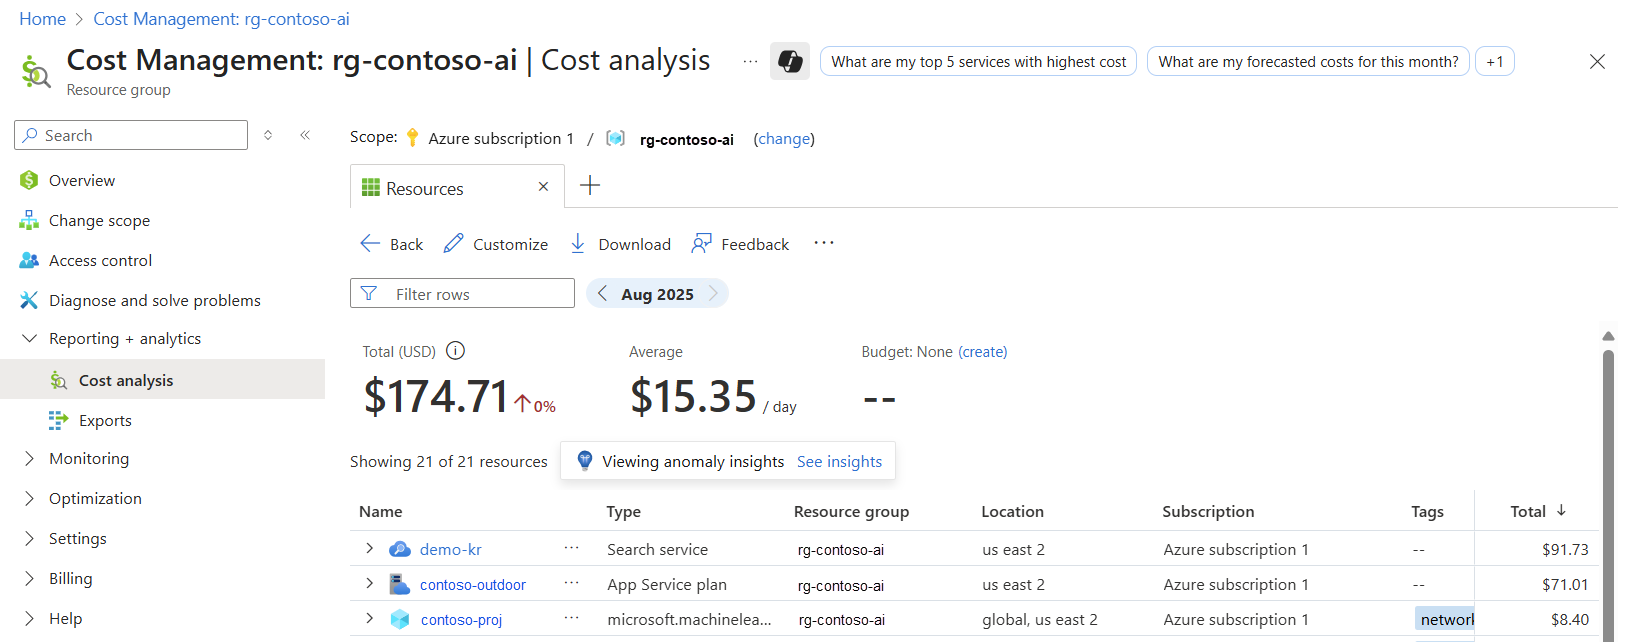 Home > Cost Management: rg-contoso-ai
Cost Management: rg-contoso-ai | Cost analysis ... What are my top 5 services with highest cost What are my forecasted costs for this month? +1
Resource group
Search
Overview
Change scope
Access control
Diagnose and solve problems
Reporting + analytics
Cost analysis
Exports
Monitoring
Optimization
Settings
Billing
Help
Scope: Azure subscription 1 / rg-contoso-ai (change)
Resources
Back Customize Download Feedback ...
Filter rows Aug 2025
Total (USD) Average Budget: None (create)
$174.71 ↑0% $15.35 / day --
Showing 21 of 21 resources Viewing anomaly insights See insights
Name Type Resource group Location Subscription Tags Total ↓
demo-kr ... Search service rg-contoso-ai us east 2 Azure subscription 1 -- $91.73
contoso-outdoor ... App Service plan rg-contoso-ai us east 2 Azure subscription 1 -- $71.01
contoso-proj ... microsoft.machinelea... rg-contoso-ai global, us east 2 Azure subscription 1 network $8.40